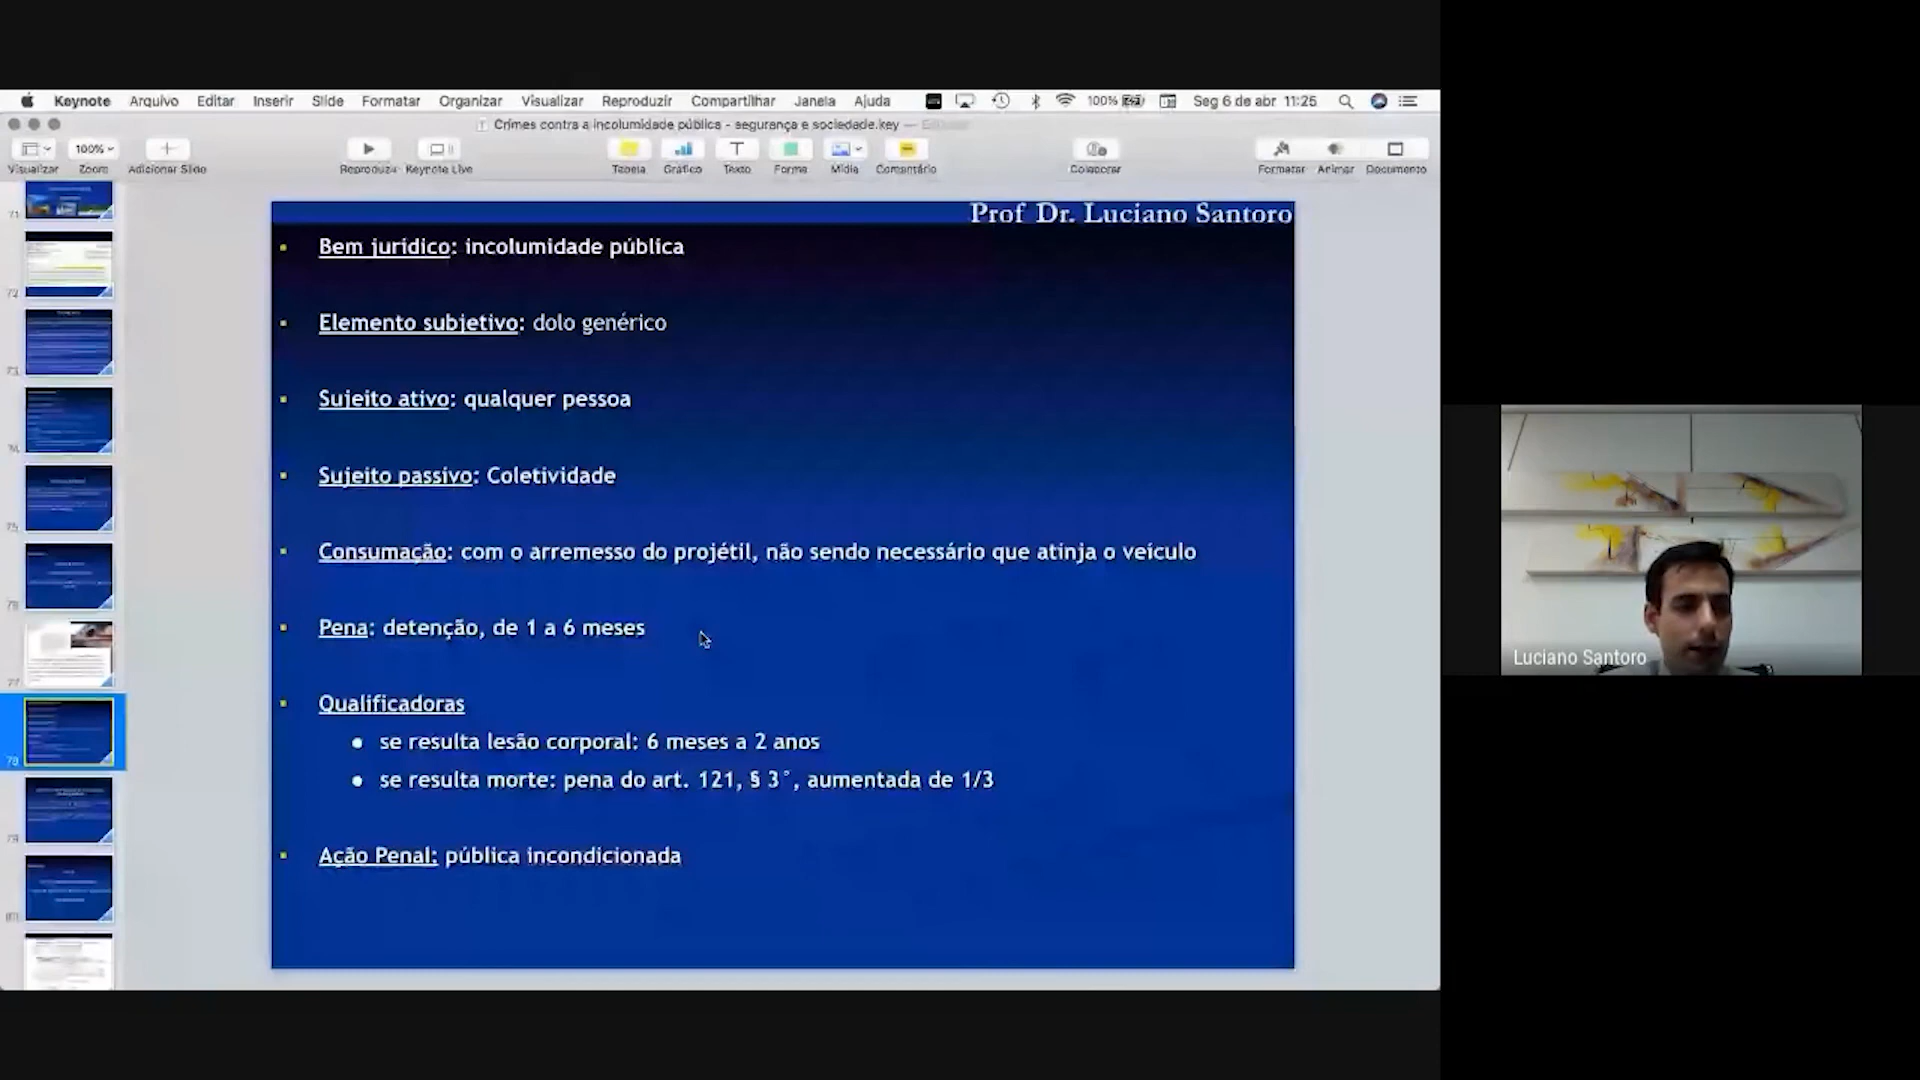 Keynote Arquivo Editar Inserir Slide Formatar Organizar Visualizar Reproduzir Compartilhar Janela Ajuda 100% Seg 6 de abr 11:25
Crimes contra a incolumidade pública - segurança e sociedade.key —
100%
Visualizar Zoom Adicionar Slide Reproduzir Keynote Live Tabela Gráfico Texto Forma Mídia Comentário Colaborar Formatar Animar Documento
Prof Dr. Luciano Santoro
Bem jurídico: incolumidade pública
Elemento subjetivo: dolo genérico
Sujeito ativo: qualquer pessoa
Sujeito passivo: Coletividade
Consumação: com o arremesso do projétil, não sendo necessário que atinja o veículo
Pena: detenção, de 1 a 6 meses
Qualificadoras
se resulta lesão corporal: 6 meses a 2 anos
se resulta morte: pena do art. 121, § 3°, aumentada de 1/3
Ação Penal: pública incondicionada
Luciano Santoro